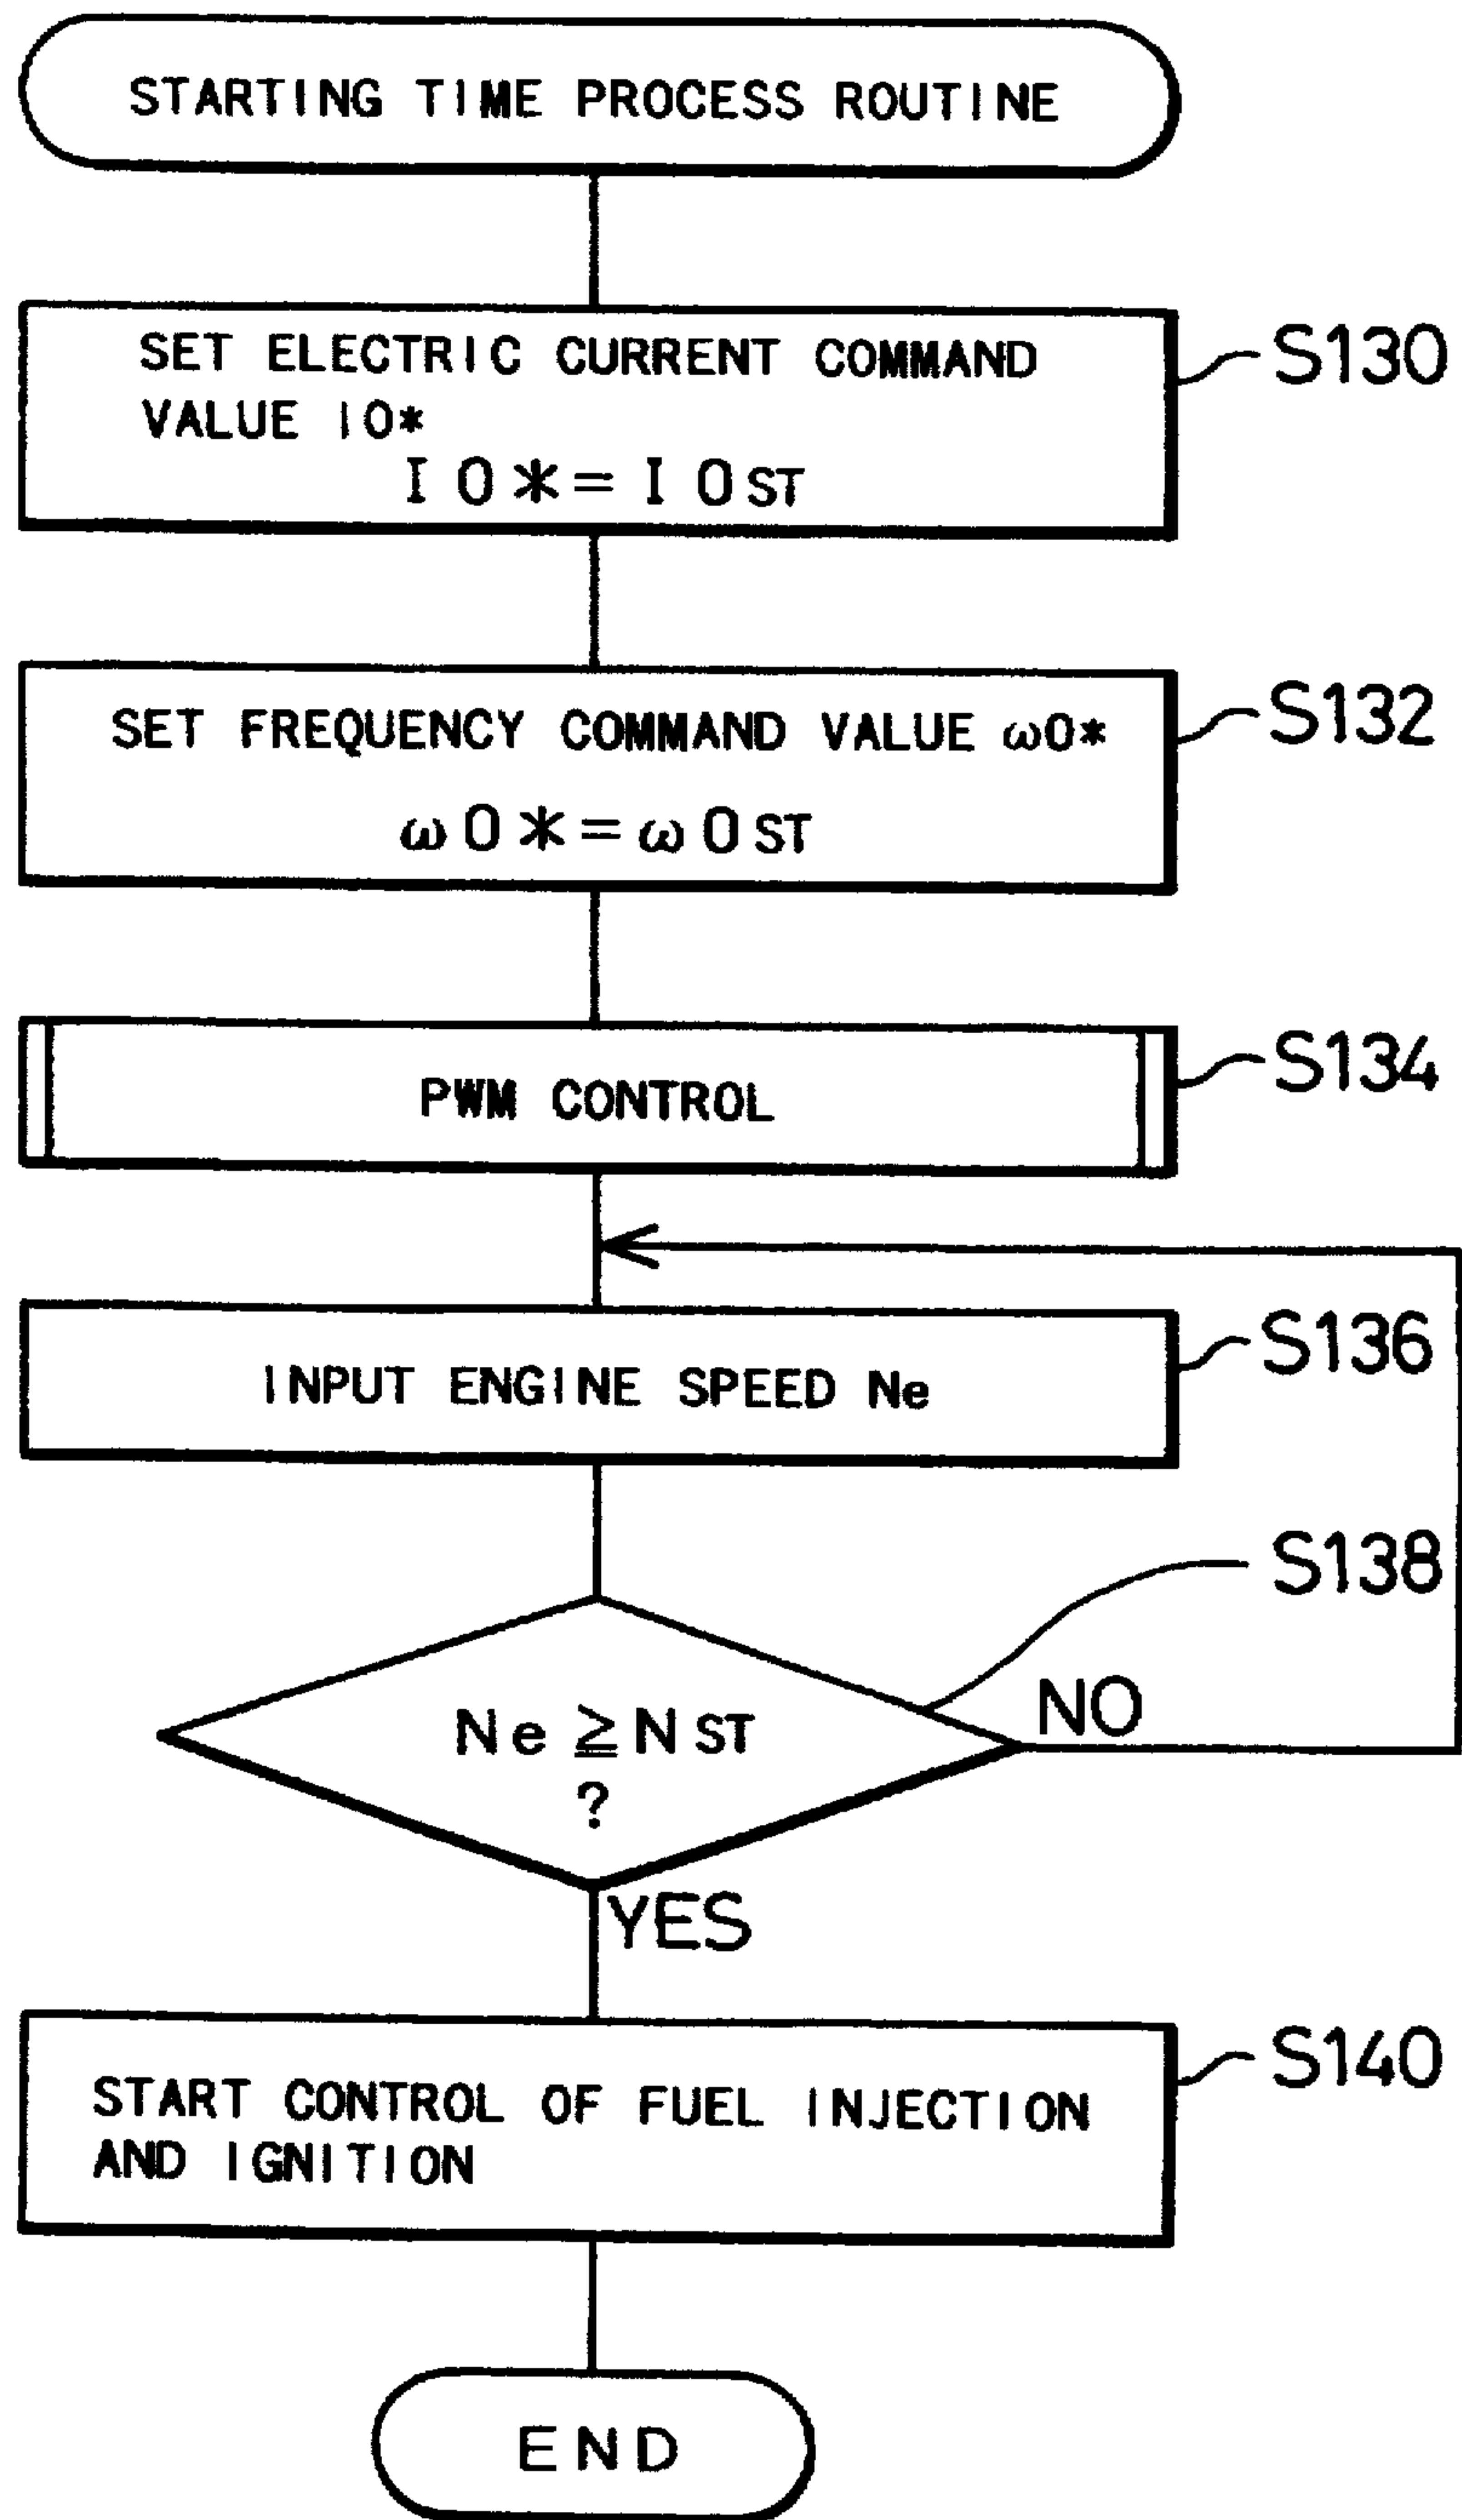 STARTING TIME PROCESS ROUTINE
SET ELECTRIC CURRENT COMMAND
VALUE I0*
I0*=I0ST
S130
SET FREQUENCY COMMAND VALUE ω0*
ω0*=ω0ST
S132
PWM CONTROL
S134
INPUT ENGINE SPEED Ne
S136
S138
Ne ≧ NST
?
NO
YES
START CONTROL OF FUEL INJECTION
AND IGNITION
S140
END